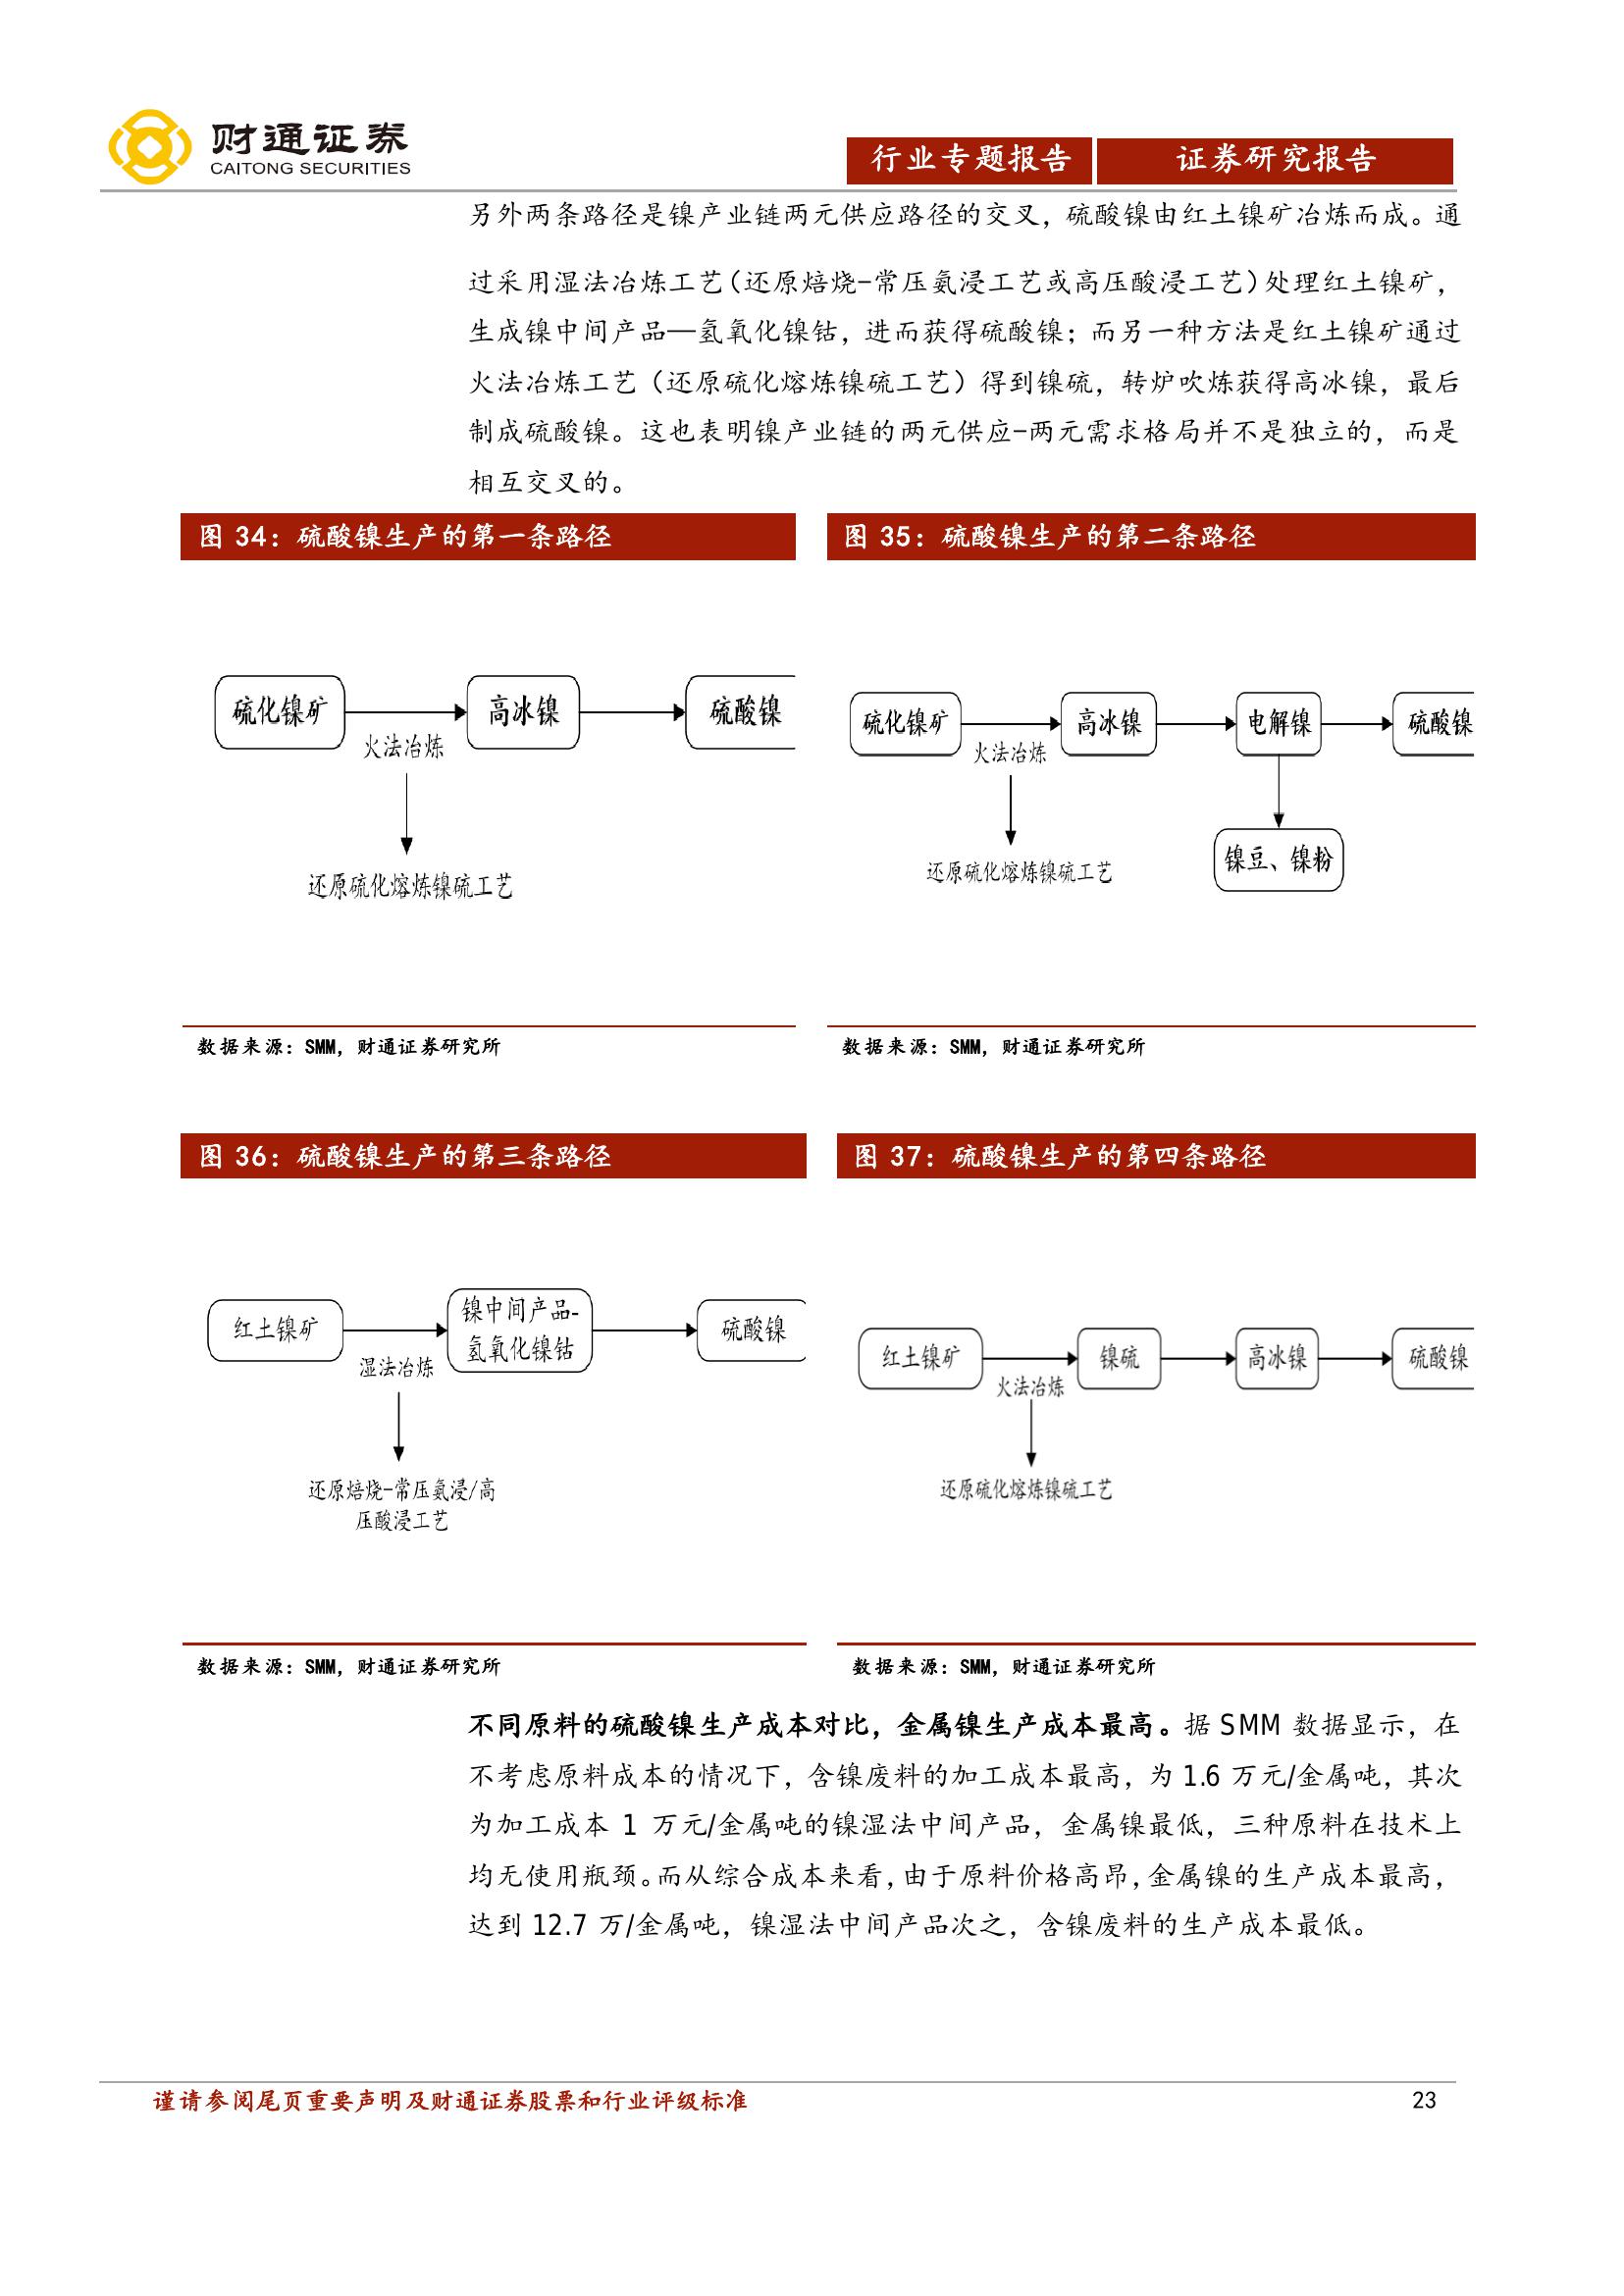 财通证券
CAITONG SECURITIES
行业专题报告
证券研究报告
另外两条路径是镍产业链两元供应路径的交叉，硫酸镍由红土镍矿冶炼而成。通
过采用湿法冶炼工艺（还原焙烧-常压氨浸工艺或高压酸浸工艺）处理红土镍矿，
生成镍中间产品—氢氧化镍钴，进而获得硫酸镍；而另一种方法是红土镍矿通过
火法冶炼工艺（还原硫化熔炼镍硫工艺）得到镍硫，转炉吹炼获得高冰镍，最后
制成硫酸镍。这也表明镍产业链的两元供应-两元需求格局并不是独立的，而是
相互交叉的。
图 34：硫酸镍生产的第一条路径
硫化镍矿
高冰镍
硫酸镍
火法冶炼
还原硫化熔炼镍硫工艺
数据来源：SMM，财通证券研究所
图 35：硫酸镍生产的第二条路径
硫化镍矿
高冰镍
电解镍
硫酸镍
火法冶炼
镍豆、镍粉
还原硫化熔炼镍硫工艺
数据来源：SMM，财通证券研究所
图 36：硫酸镍生产的第三条路径
红土镍矿
镍中间产品-
氢氧化镍钴
硫酸镍
湿法冶炼
还原焙烧-常压氨浸/高
压酸浸工艺
数据来源：SMM，财通证券研究所
图 37：硫酸镍生产的第四条路径
红土镍矿
镍硫
高冰镍
硫酸镍
火法冶炼
还原硫化熔炼镍硫工艺
数据来源：SMM，财通证券研究所
不同原料的硫酸镍生产成本对比，金属镍生产成本最高。据 SMM 数据显示，在
不考虑原料成本的情况下，含镍废料的加工成本最高，为 1.6 万元/金属吨，其次
为加工成本 1 万元/金属吨的镍湿法中间产品，金属镍最低，三种原料在技术上
均无使用瓶颈。而从综合成本来看，由于原料价格高昂，金属镍的生产成本最高，
达到 12.7 万/金属吨，镍湿法中间产品次之，含镍废料的生产成本最低。
谨请参阅尾页重要声明及财通证券股票和行业评级标准
23